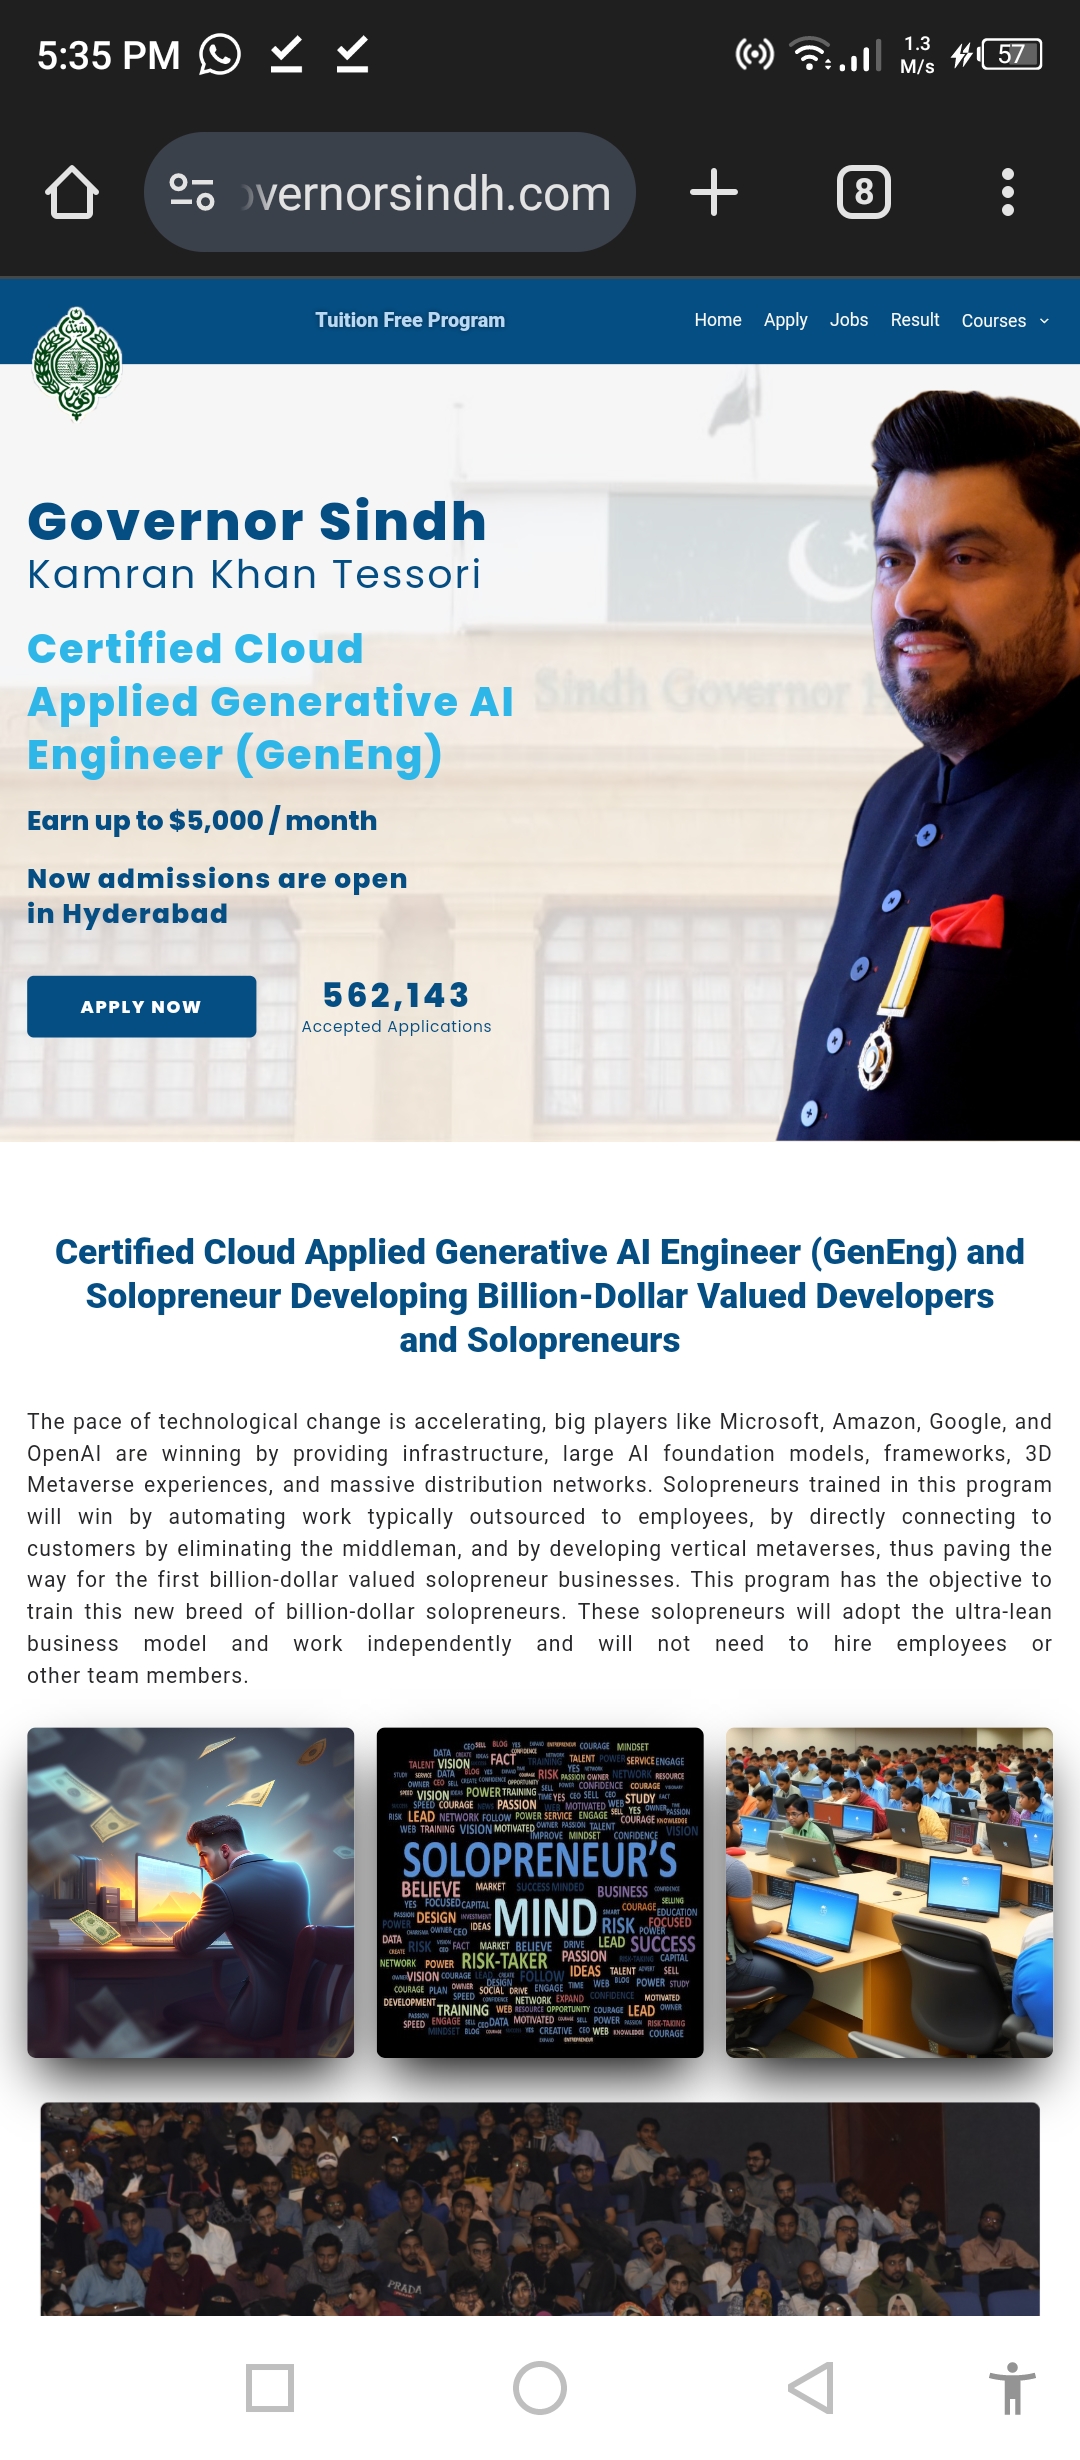 5:35 PM
1.3
M/s
57
vernorsindh.com
8
Tuition Free Program
Home Apply Jobs Result Courses
Governor Sindh
Kamran Khan Tessori
Certified Cloud
Applied Generative AI
Engineer (GenEng)
Sindh Governor H
Earn up to $5,000 / month
Now admissions are open
in Hyderabad
APPLY NOW
562,143
Accepted Applications
Certified Cloud Applied Generative AI Engineer (GenEng) and
Solopreneur Developing Billion-Dollar Valued Developers
and Solopreneurs
The pace of technological change is accelerating, big players like Microsoft, Amazon, Google, and
OpenAI are winning by providing infrastructure, large AI foundation models, frameworks, 3D
Metaverse experiences, and massive distribution networks. Solopreneurs trained in this program
will win by automating work typically outsourced to employees, by directly connecting to
customers by eliminating the middleman, and by developing vertical metaverses, thus paving the
way for the first billion-dollar valued solopreneur businesses. This program has the objective to
train this new breed of billion-dollar solopreneurs. These solopreneurs will adopt the ultra-lean
business model and work independently and will not need to hire employees or
other team members.
SOLOPRENEUR'S
BELIEVE MARKET SUCCESS MINDED BUSINESS
DESIGN IDEAS MIND RISK FOCUSED
LEAD SUCCESS
RISK-TAKER PASSION
IDEAS
TRAINING
PRADA